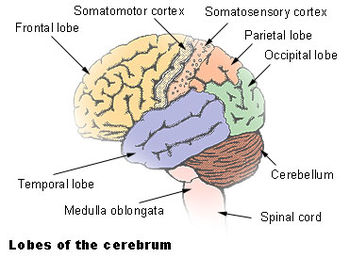 Somatomotor cortex
Somatosensory cortex
Frontal lobe
Parietal lobe
Occipital lobe
Temporal lobe
Cerebellum
Medulla oblongata
Spinal cord
Lobes of the cerebrum